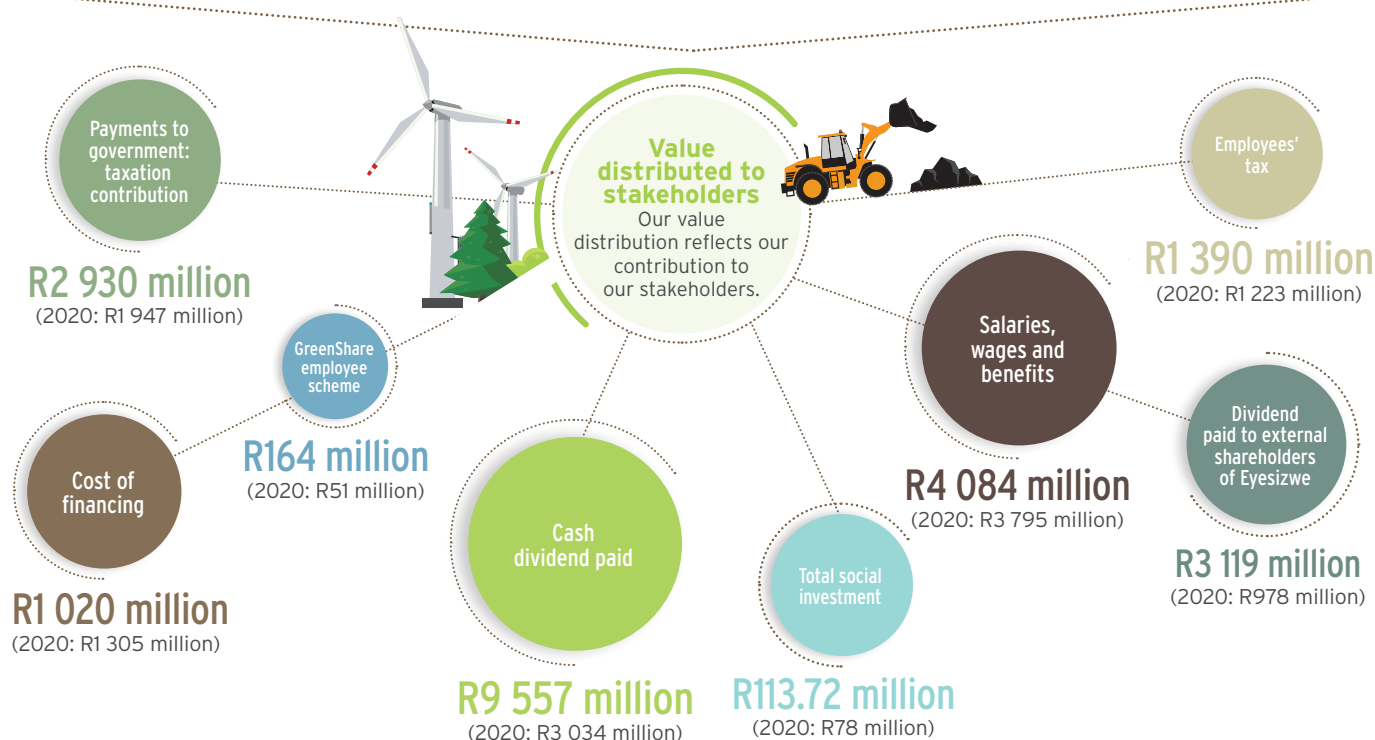 Value
distributed to
stakeholders
Our value
distribution reflects our
contribution to
our stakeholders.
Payments to
government:
taxation
contribution
R2 930 million
(2020: R1 947 million)
GreenShare
employee
scheme
R164 million
(2020: R51 million)
Cost of
financing
R1 020 million
(2020: R1 305 million)
Cash
dividend paid
R9 557 million
(2020: R3 034 million)
Total social
investment
R113.72 million
(2020: R78 million)
Salaries,
wages and
benefits
R4 084 million
(2020: R3 795 million)
Employees’
tax
R1 390 million
(2020: R1 223 million)
Dividend
paid to external
shareholders
of Eyesizwe
R3 119 million
(2020: R978 million)